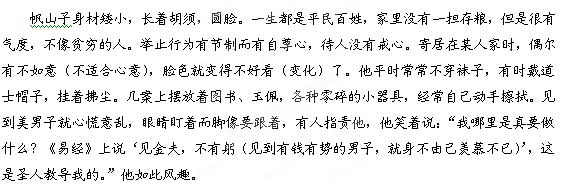 帆山子身材矮小，长着胡须，圆脸。一生都是平民百姓，家里没有一担存粮，但是很有
气度，不像贫穷的人。举止行为有节制而有自尊心，待人没有戒心。寄居在某人家时，偶尔
有不如意（不适合心意），脸色就变得不好看（变化）了。他平时常常不穿袜子，有时戴道
士帽子，挂着拂尘。几案上摆放着图书、玉佩，各种零碎的小器具，经常自己动手擦拭。见
到美男子就心慌意乱，眼睛盯着而脚像要跟着，有人指责他，他笑着说：“我哪里是真要做
什么？《易经》上说‘见金夫，不有躬（见到有钱有势的男子，就身不由己羡慕不已）’，这
是圣人教导我的。”他如此风趣。